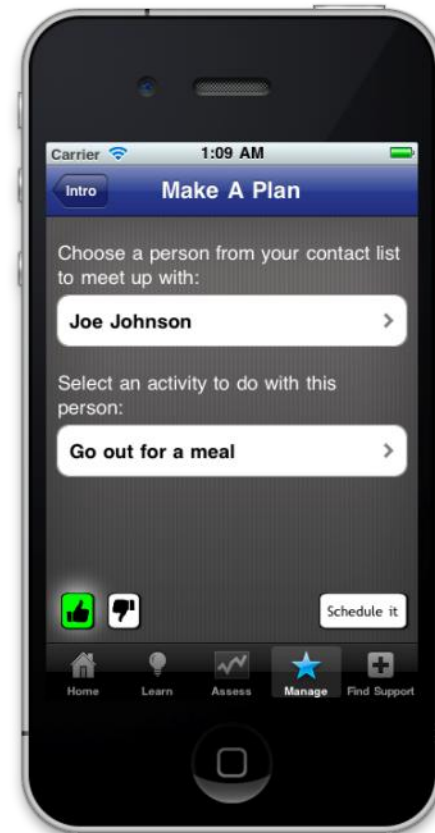 Carrier 1:09 AM
Intro Make A Plan
Choose a person from your contact list
to meet up with:
Joe Johnson
Select an activity to do with this
person:
Go out for a meal
Schedule it
Home Learn Assess Manage Find Support